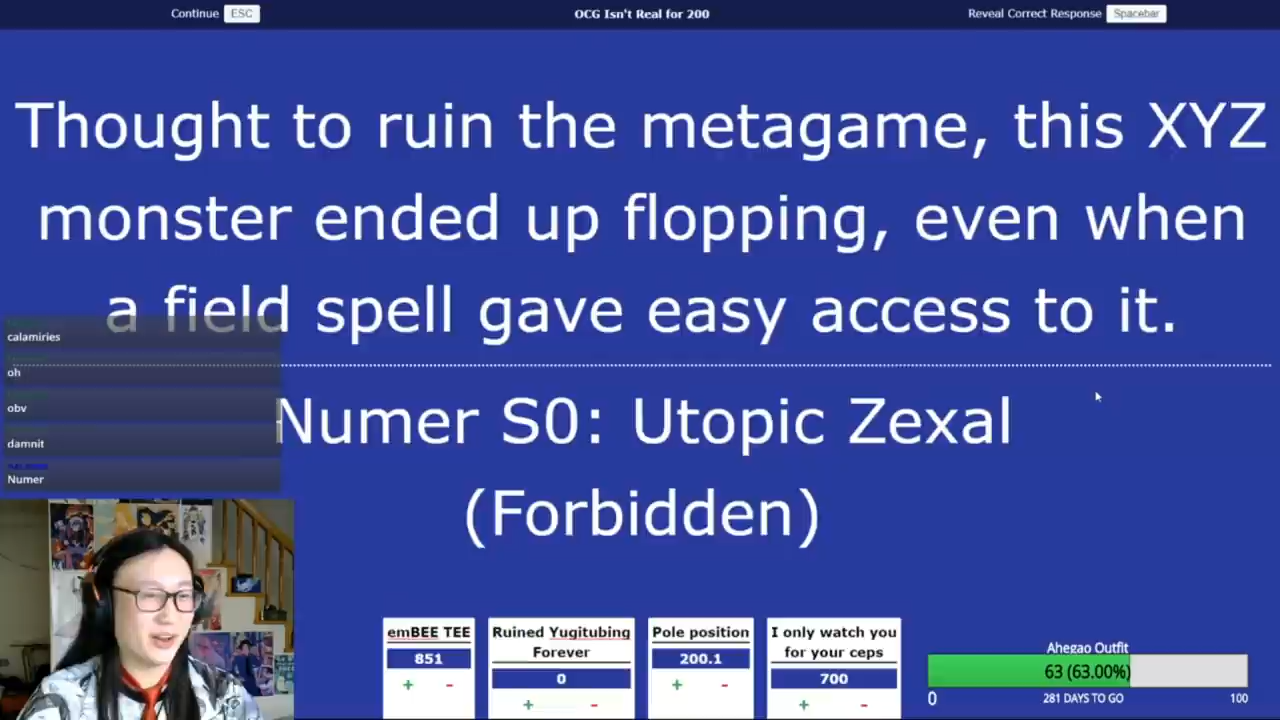 Continue ESC
OCG Isn't Real for 200
Reveal Correct Response Spacebar
Thought to ruin the metagame, this XYZ
monster ended up flopping, even when
a field spell gave easy access to it.
calamiries
oh
obv
damnit
Numer
Numer S0: Utopic Zexal
(Forbidden)
emBEE TEE
851
+ -
Ruined Yugitubing
Forever
0
+ -
Pole position
200.1
+ -
I only watch you
for your ceps
700
+ -
Ahegao Outfit
63 (63.00%)
0 281 DAYS TO GO 100